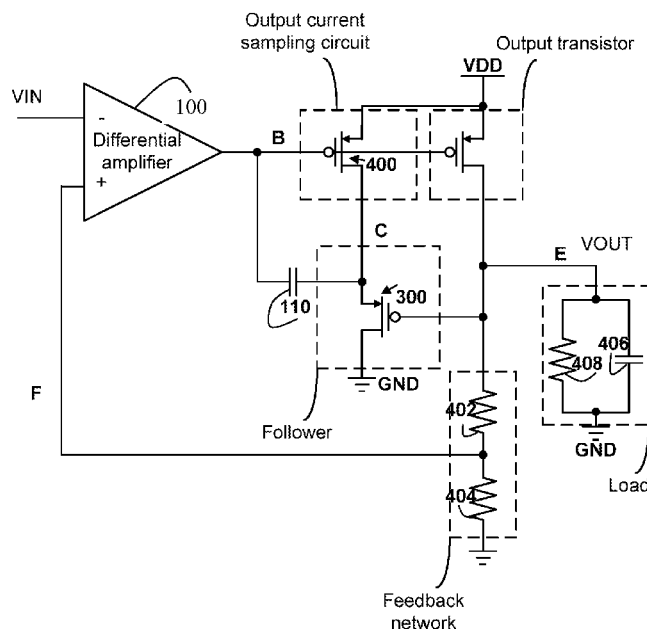 Output current
sampling circuit
Output transistor
VDD
VIN
100
-
Differential
amplifier
+
B
400
C
VOUT
E
300
110
406
408
F
GND
402
Follower
GND
404
Load
Feedback
network